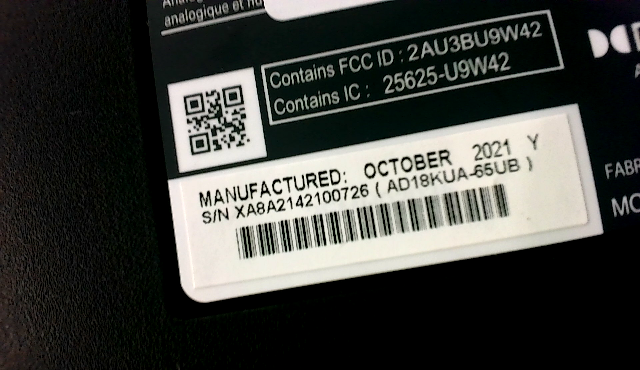 analogique et nu
Contains FCC ID : 2AU3BU9W42
Contains IC : 25625-U9W42
MANUFACTURED: OCTOBER 2021 Y
S/N XA8A2142100726 ( AD18KUA-65UB )
FABR
MO